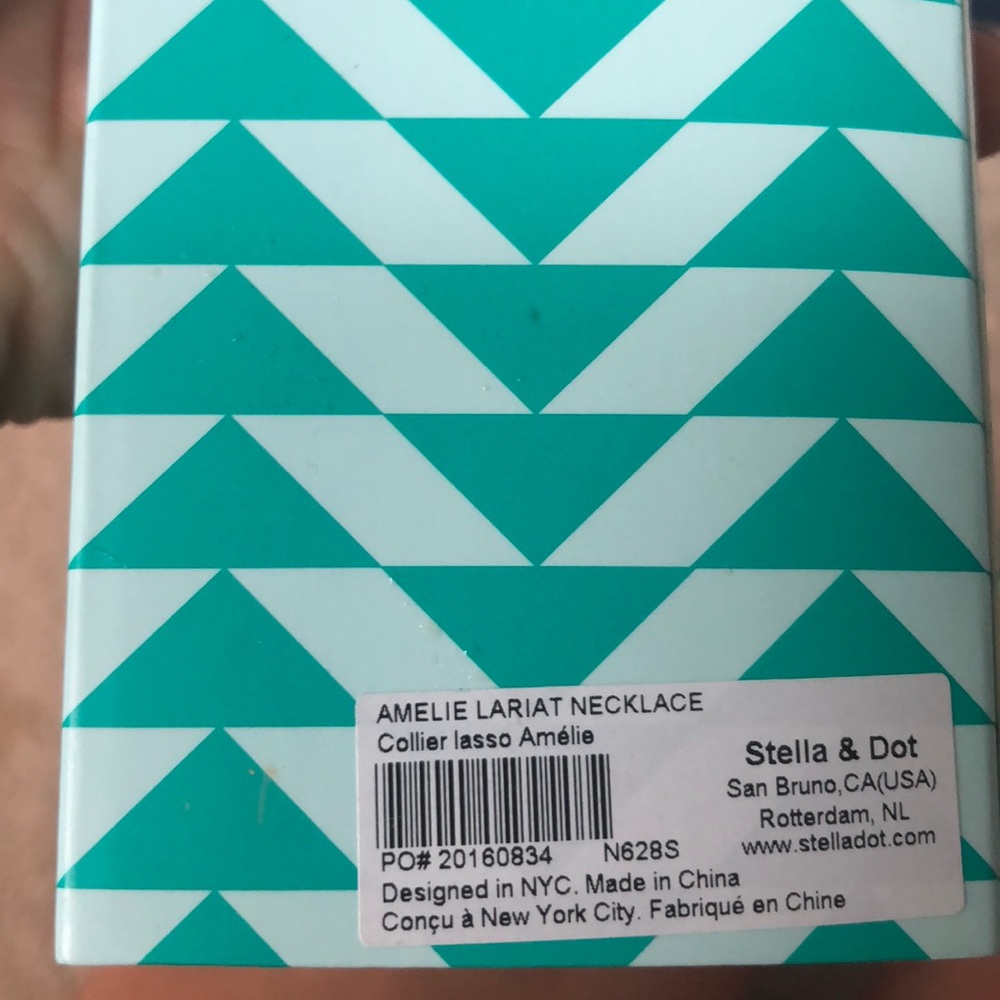 AMELIE LARIAT NECKLACE
Collier lasso Amélie
Stella & Dot
San Bruno,CA(USA)
Rotterdam, NL
www.stelladot.com
PO# 20160834 N628S
Designed in NYC. Made in China
Conçu à New York City. Fabriqué en Chine